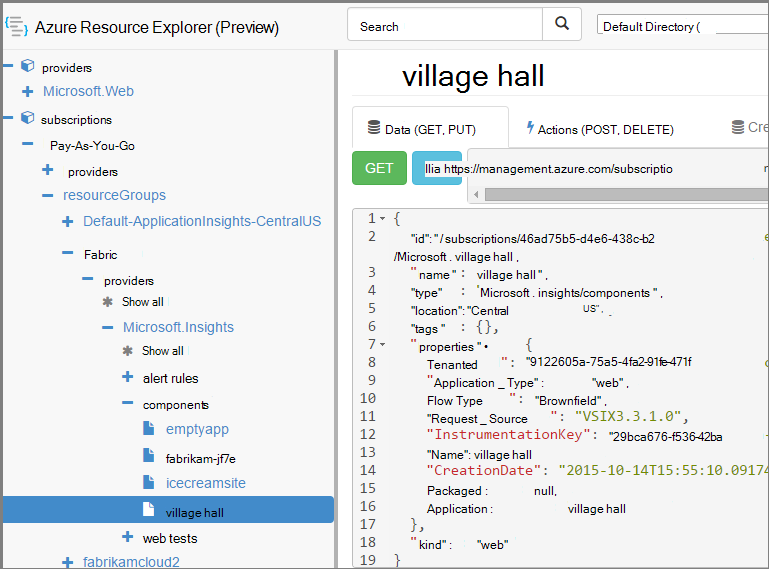 Azure Resource Explorer (Preview)
Search
Default Directory (
providers
Microsoft.Web
subscriptions
Pay-As-You-Go
providers
resourceGroups
Default-ApplicationInsights-CentralUS
Fabric
providers
Show all
Microsoft.Insights
Show all
alert rules
components
emptyapp
fabrikam-jf7e
icecreamsite
village hall
web tests
fabrikamcloud2
village hall
Data (GET, PUT)
Actions (POST, DELETE)
Cre
GET
llia https://management.azure.com/subscriptio
1 {
2 "id": "/subscriptions/46ad75b5-d4e6-438c-b2
/Microsoft . village hall ,
3 "name" : village hall ",
4 "type" : 'Microsoft . insights/components ",
5 "location": "Central US",
6 "tags " : {},
7 "properties " • {
8 Tenanted ": "9122605a-75a5-4fa2-91fe-471f
9 "Application _ Type" : "web" ,
10 Flow Type ": "Brownfield" ,
11 "Request _ Source ": "VSIX3.3.1.0",
12 "InstrumentationKey": "29bca676-f536-42ba
13 "Name": village hall
14 "CreationDate": "2015-10-14T15:55:10.09174
15 Packaged : null,
16 Application : village hall
17 },
18 "kind" : "web"
19 }